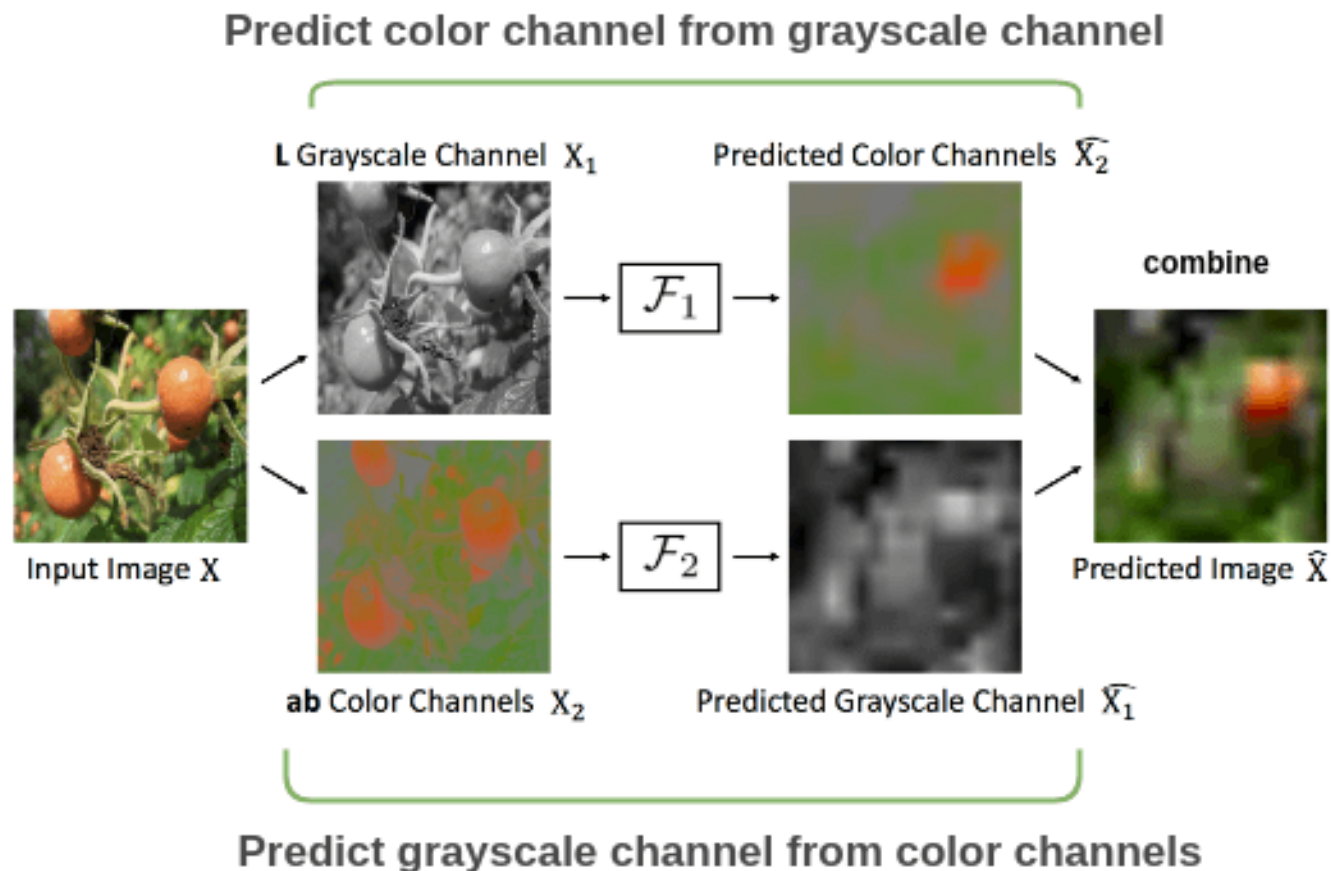 Predict color channel from grayscale channel
L Grayscale Channel X₁
Predicted Color Channels X̂₂
F₁
combine
Input Image X
F₂
Predicted Image X̂
ab Color Channels X₂
Predicted Grayscale Channel X̂₁
Predict grayscale channel from color channels